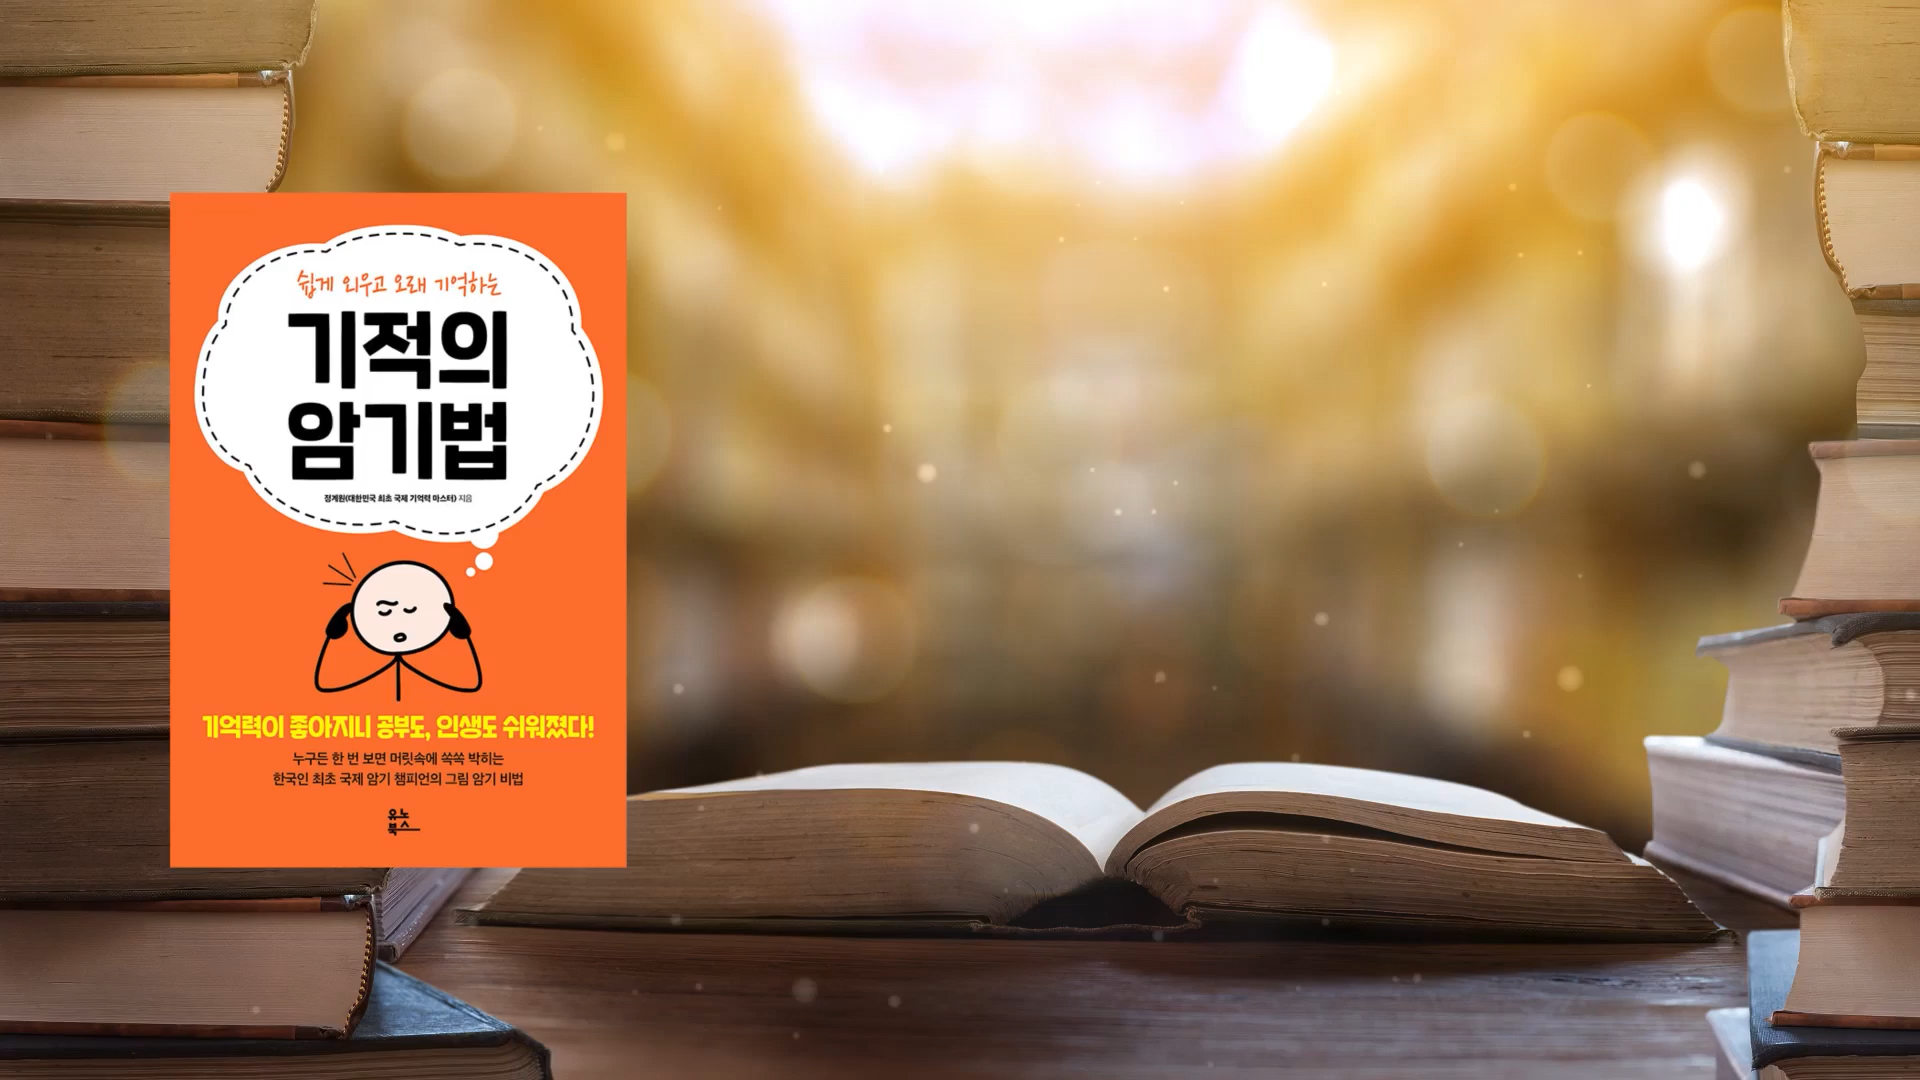 쉽게 외우고 오래 기억하는
기적의
암기법
정계원(대한민국 최초 국제 기억력 마스터) 지음
기억력이 좋아지니 공부도, 인생도 쉬워졌다!
누구든 한 번 보면 머릿속에 쏙쏙 박히는
한국인 최초 국제 암기 챔피언의 그림 암기 비법
유노
북스